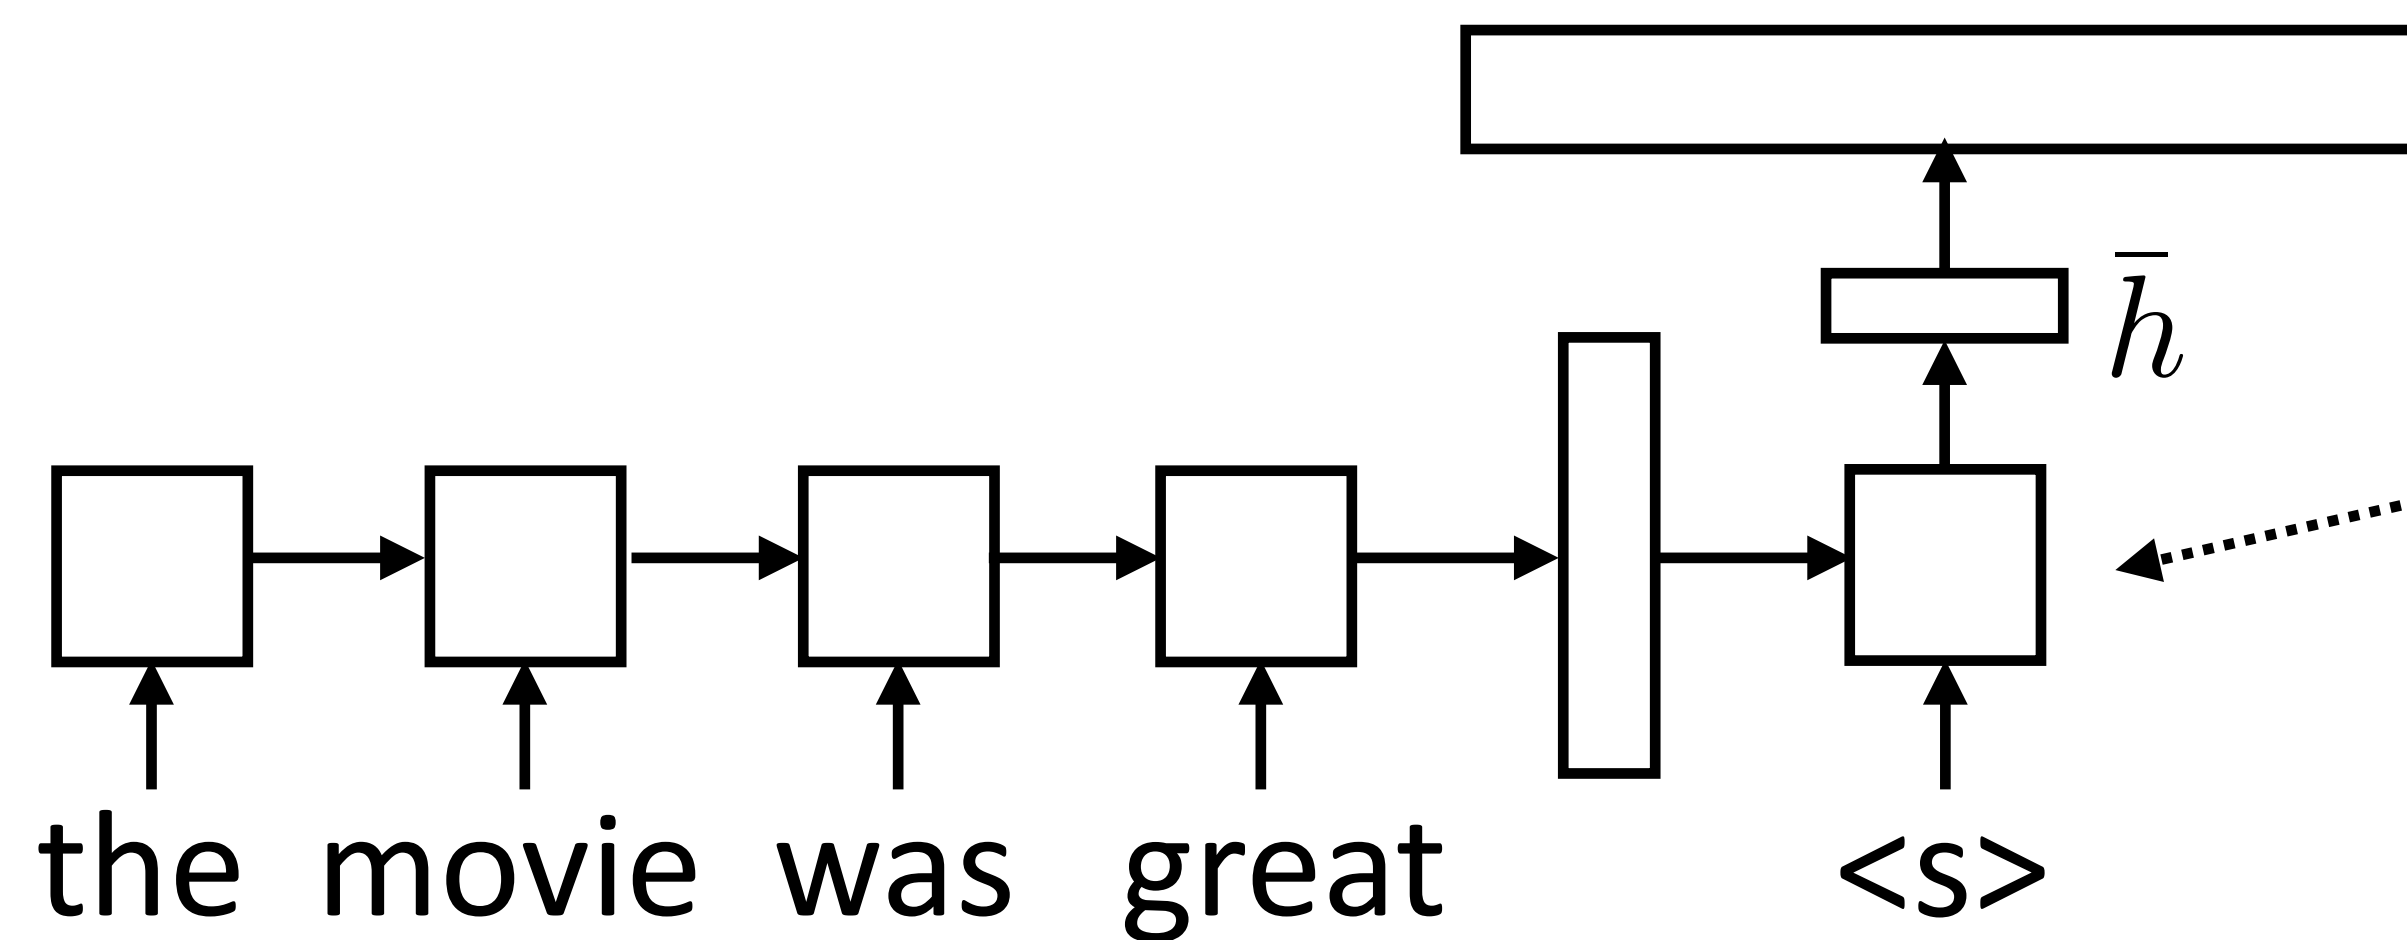 h̄
the movie was great <s>